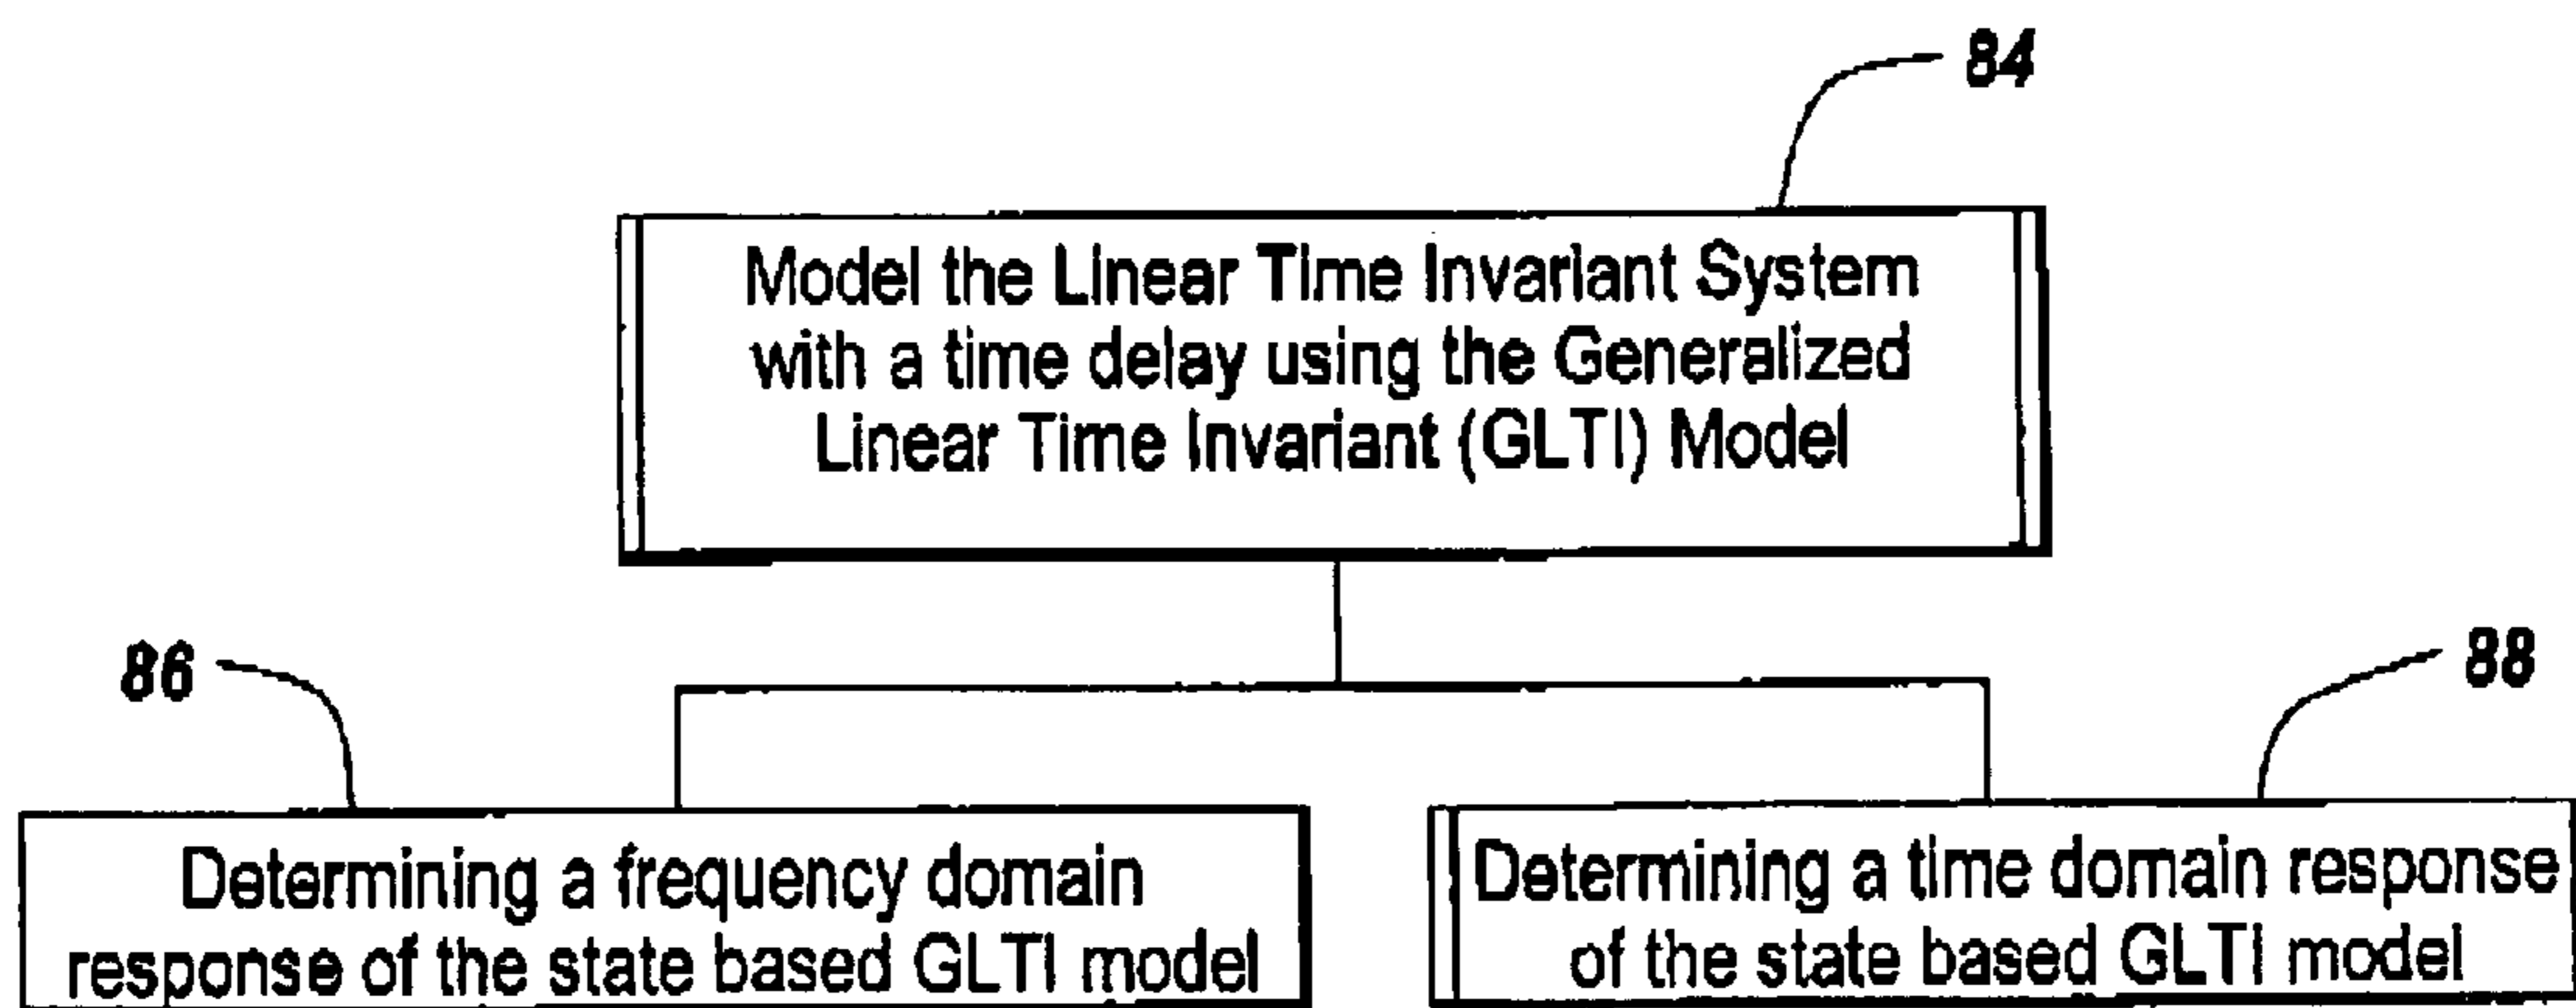 84
Model the Linear Time Invariant System
with a time delay using the Generalized
Linear Time Invariant (GLTI) Model
86
88
Determining a frequency domain
response of the state based GLTI model
Determining a time domain response
of the state based GLTI model